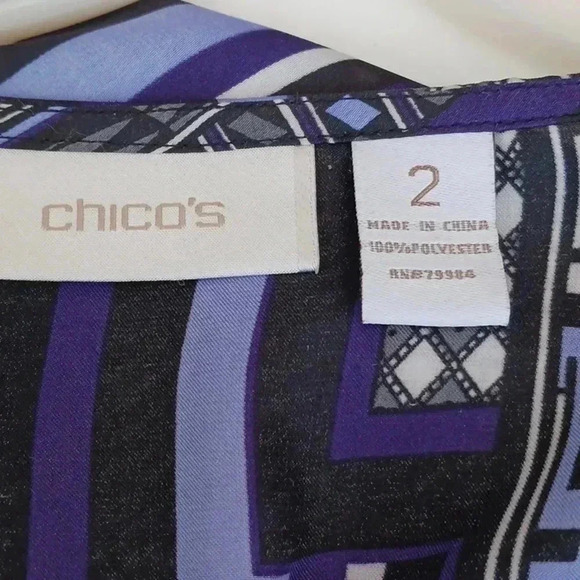 chico's
2
MADE IN CHINA
100%POLYESTER
RN#79984